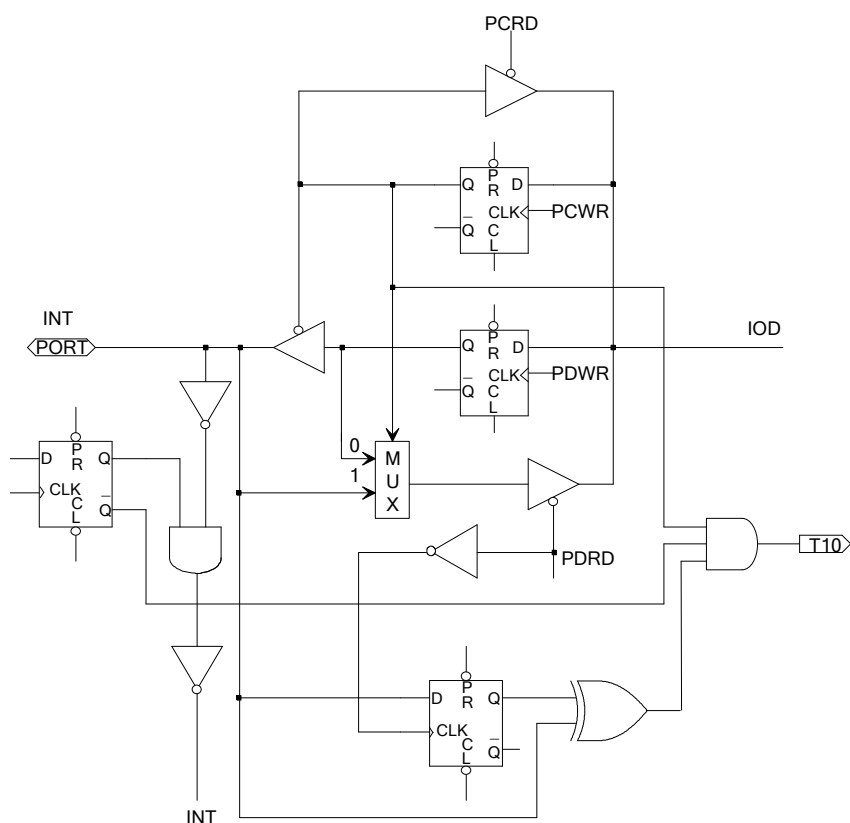 PCRD
P
Q R D
CLK PCWR
Q C
L
INT
PORT
IOD
P
Q R D
CLK PDWR
Q C
L
0
1
M
U
X
P
D R Q
CLK
C Q
L
PDRD
T10
P
D R Q
CLK
C Q
L
INT